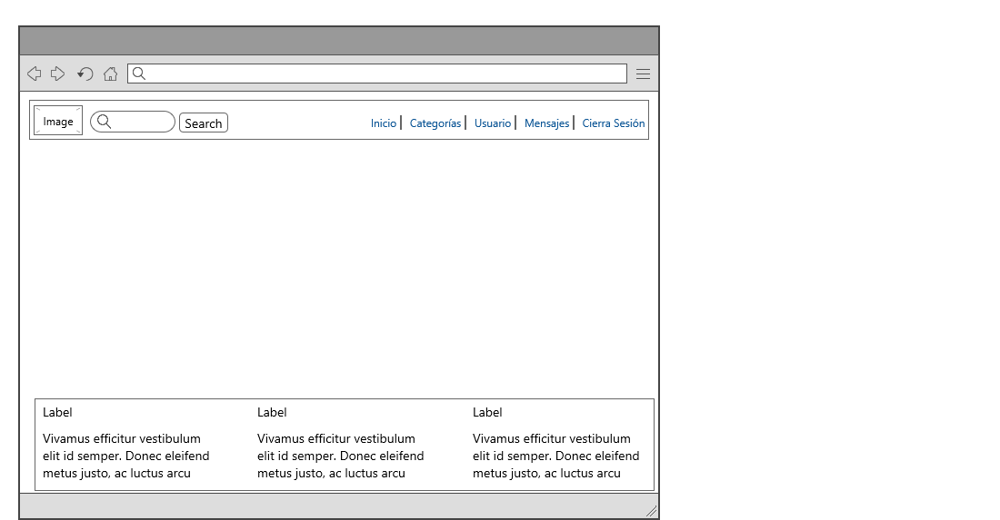 Image
Search
Inicio
Categorías
Usuario
Mensajes
Cierra Sesión
Label
Vivamus efficitur vestibulum
elit id semper. Donec eleifend
metus justo, ac luctus arcu
Label
Vivamus efficitur vestibulum
elit id semper. Donec eleifend
metus justo, ac luctus arcu
Label
Vivamus efficitur vestibulum
elit id semper. Donec eleifend
metus justo, ac luctus arcu